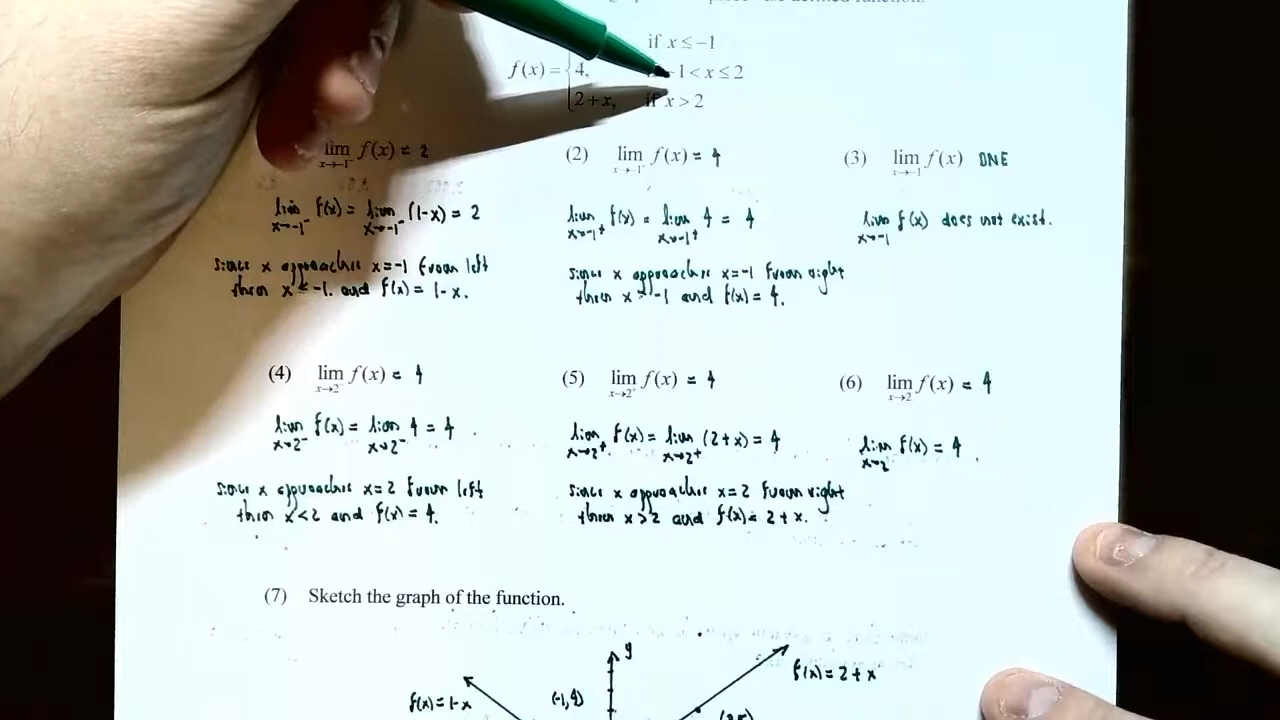 if x ≤ −1
f(x) = { 4, −1 < x ≤ 2
2 + x, if x > 2
lim x→−1⁻ f(x) = 2
(2) lim x→−1⁺ f(x) = 4
(3) lim x→−1 f(x) DNE
lim x→−1⁻ f(x) = lim x→−1⁻ (1−x) = 2
lim x→−1⁺ f(x) = lim x→−1⁺ 4 = 4
lim x→−1 f(x) does not exist.
since x approaches x=−1 from left
then x < −1. and f(x) = 1−x.
since x approaches x=−1 from right
then x > −1 and f(x) = 4.
(4) lim x→2⁻ f(x) = 4
(5) lim x→2⁺ f(x) = 4
(6) lim x→2 f(x) = 4
lim x→2⁻ f(x) = lim x→2⁻ 4 = 4.
lim x→2⁺ f(x) = lim x→2⁺ (2+x) = 4
lim x→2 f(x) = 4.
since x approaches x=2 from left
then x<2 and f(x) = 4.
since x approaches x=2 from right
then x>2 and f(x) = 2+x.
(7) Sketch the graph of the function.
y
f(x) = 2+x
f(x) = 1−x
(−1,4)